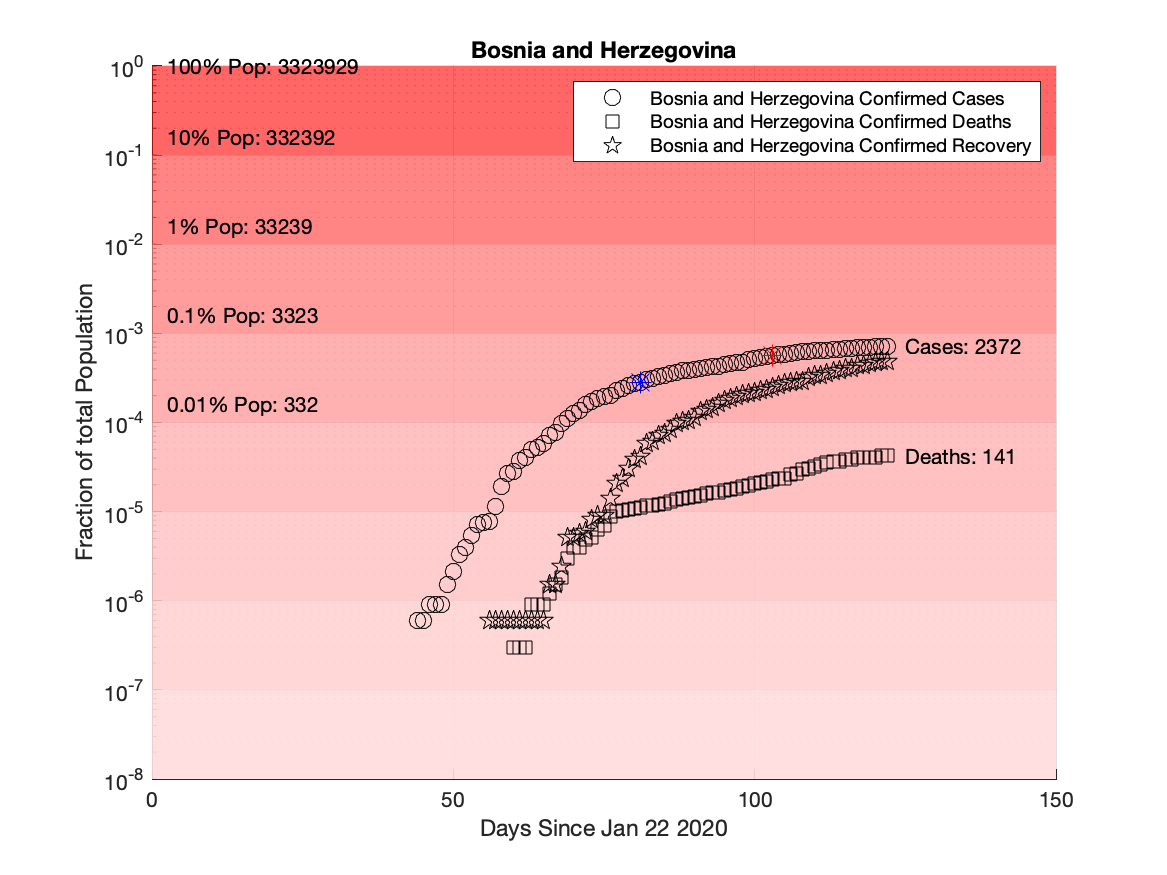 Bosnia and Herzegovina
10^0
100% Pop: 3323929
Bosnia and Herzegovina Confirmed Cases
Bosnia and Herzegovina Confirmed Deaths
Bosnia and Herzegovina Confirmed Recovery
10% Pop: 332392
10^-1
1% Pop: 33239
10^-2
0.1% Pop: 3323
10^-3
Cases: 2372
0.01% Pop: 332
10^-4
Deaths: 141
10^-5
10^-6
10^-7
10^-8
Fraction of total Population
0
50
100
150
Days Since Jan 22 2020